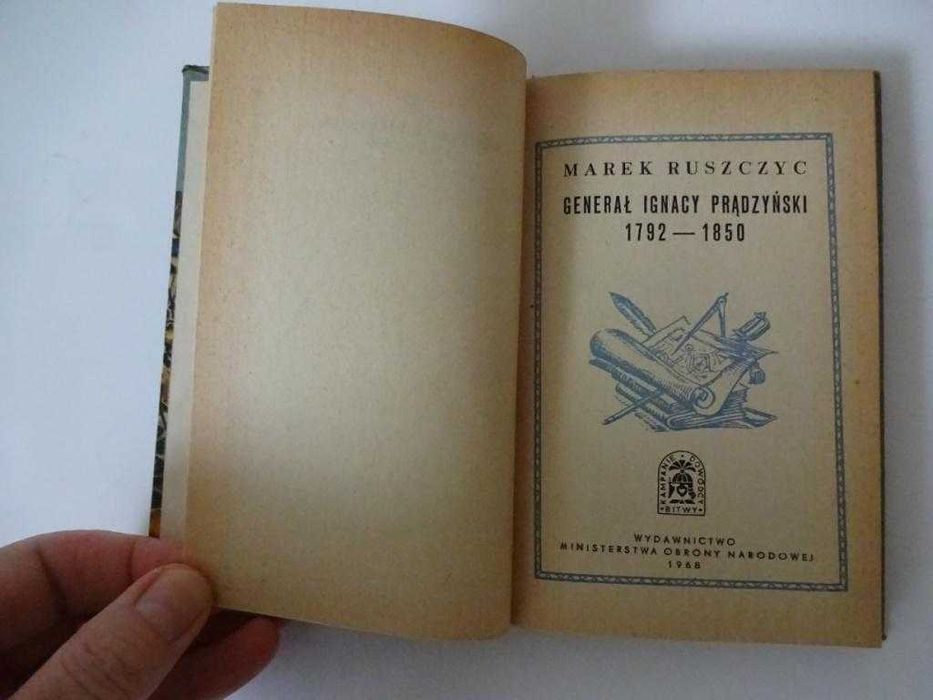 MAREK RUSZCZYC
GENERAŁ IGNACY PRĄDZYŃSKI
1792 — 1850
KAMPANIE • DOWÓDCY
• BITWY •
WYDAWNICTWO
MINISTERSTWA OBRONY NARODOWEJ
1968